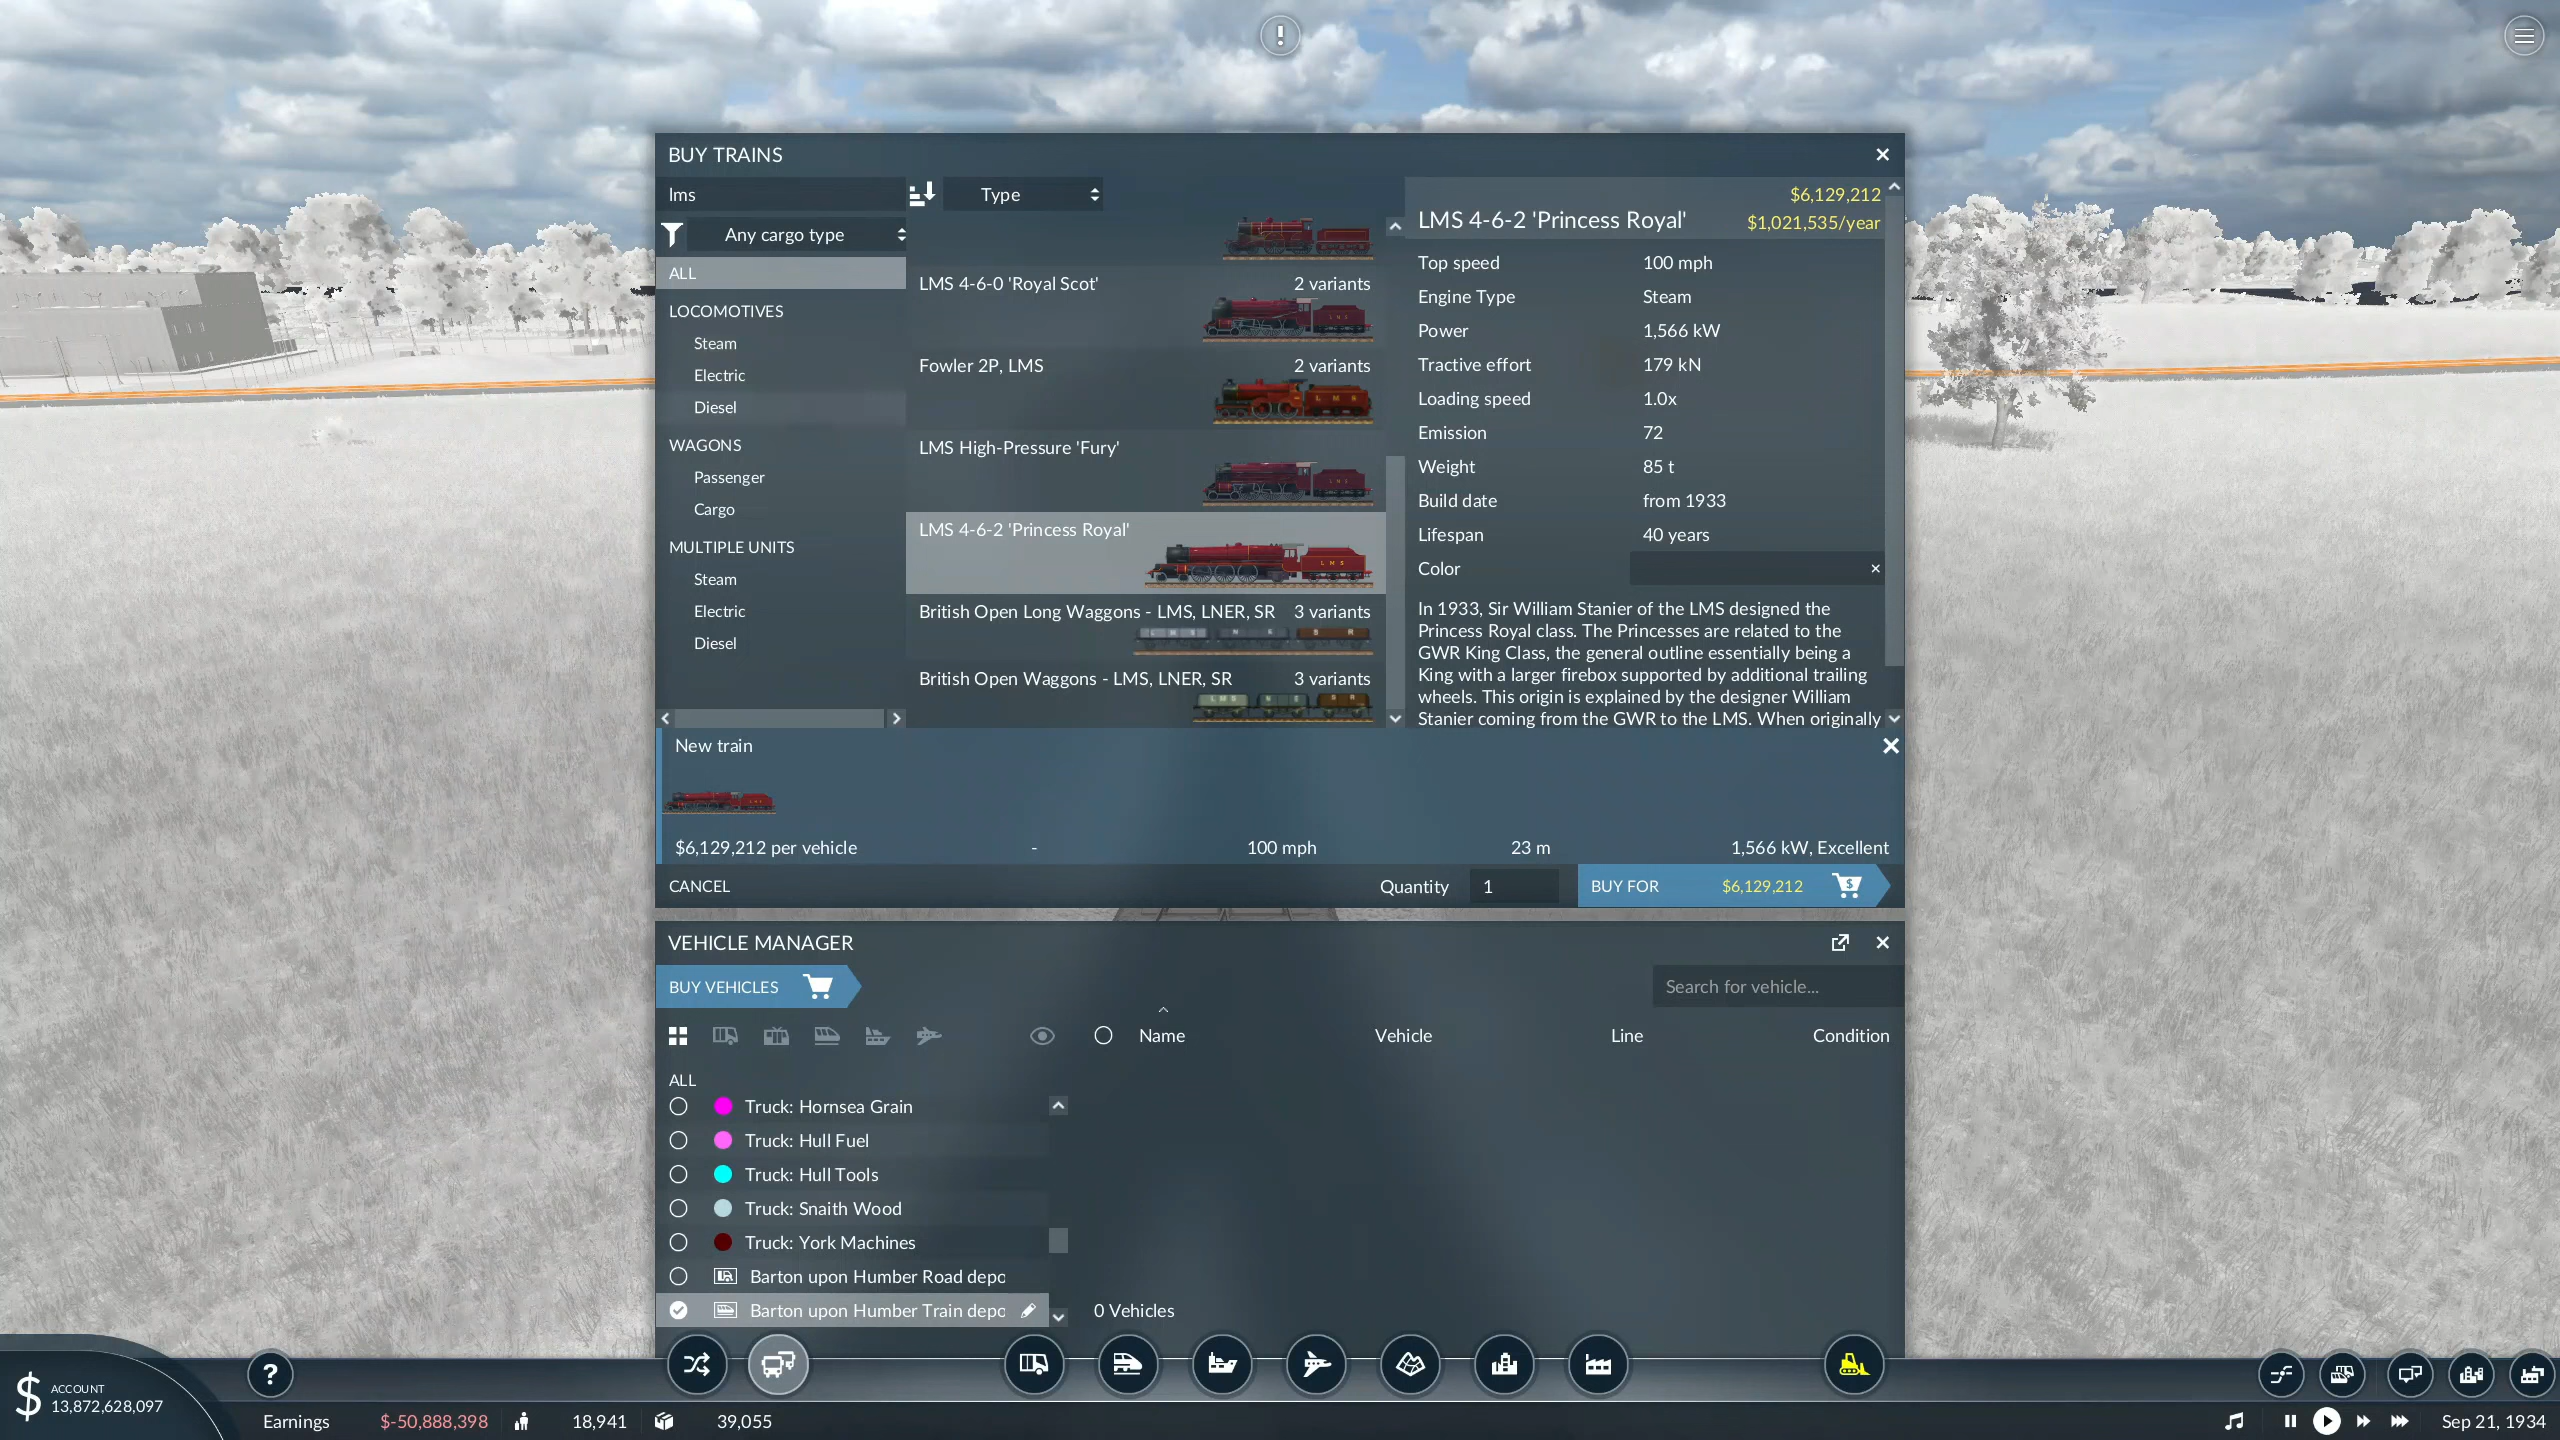 BUY TRAINS
lms
Type
Any cargo type
ALL
LOCOMOTIVES
Steam
Electric
Diesel
WAGONS
Passenger
Cargo
MULTIPLE UNITS
Steam
Electric
Diesel
LMS 4-6-0 'Royal Scot' 2 variants
Fowler 2P, LMS 2 variants
LMS High-Pressure 'Fury'
LMS 4-6-2 'Princess Royal'
British Open Long Waggons - LMS, LNER, SR 3 variants
British Open Waggons - LMS, LNER, SR 3 variants
$6,129,212
LMS 4-6-2 'Princess Royal' $1,021,535/year
Top speed 100 mph
Engine Type Steam
Power 1,566 kW
Tractive effort 179 kN
Loading speed 1.0x
Emission 72
Weight 85 t
Build date from 1933
Lifespan 40 years
Color
In 1933, Sir William Stanier of the LMS designed the
Princess Royal class. The Princesses are related to the
GWR King Class, the general outline essentially being a
King with a larger firebox supported by additional trailing
wheels. This origin is explained by the designer William
Stanier coming from the GWR to the LMS. When originally
New train
$6,129,212 per vehicle - 100 mph 23 m 1,566 kW, Excellent
CANCEL Quantity 1 BUY FOR $6,129,212
VEHICLE MANAGER
BUY VEHICLES Search for vehicle...
Name Vehicle Line Condition
ALL
Truck: Hornsea Grain
Truck: Hull Fuel
Truck: Hull Tools
Truck: Snaith Wood
Truck: York Machines
Barton upon Humber Road depo
Barton upon Humber Train depo 0 Vehicles
ACCOUNT
13,872,628,097
Earnings $-50,888,398 18,941 39,055 Sep 21, 1934